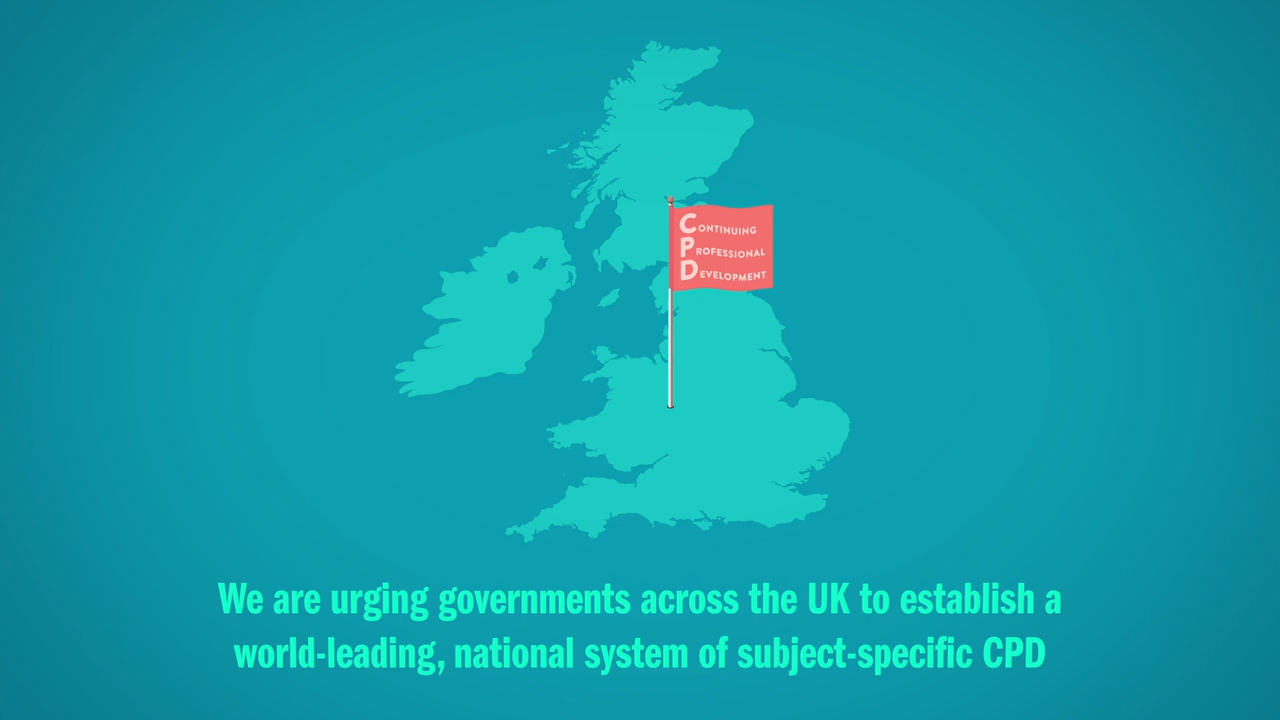 CONTINUING
PROFESSIONAL
DEVELOPMENT
We are urging governments across the UK to establish a
world-leading, national system of subject-specific CPD